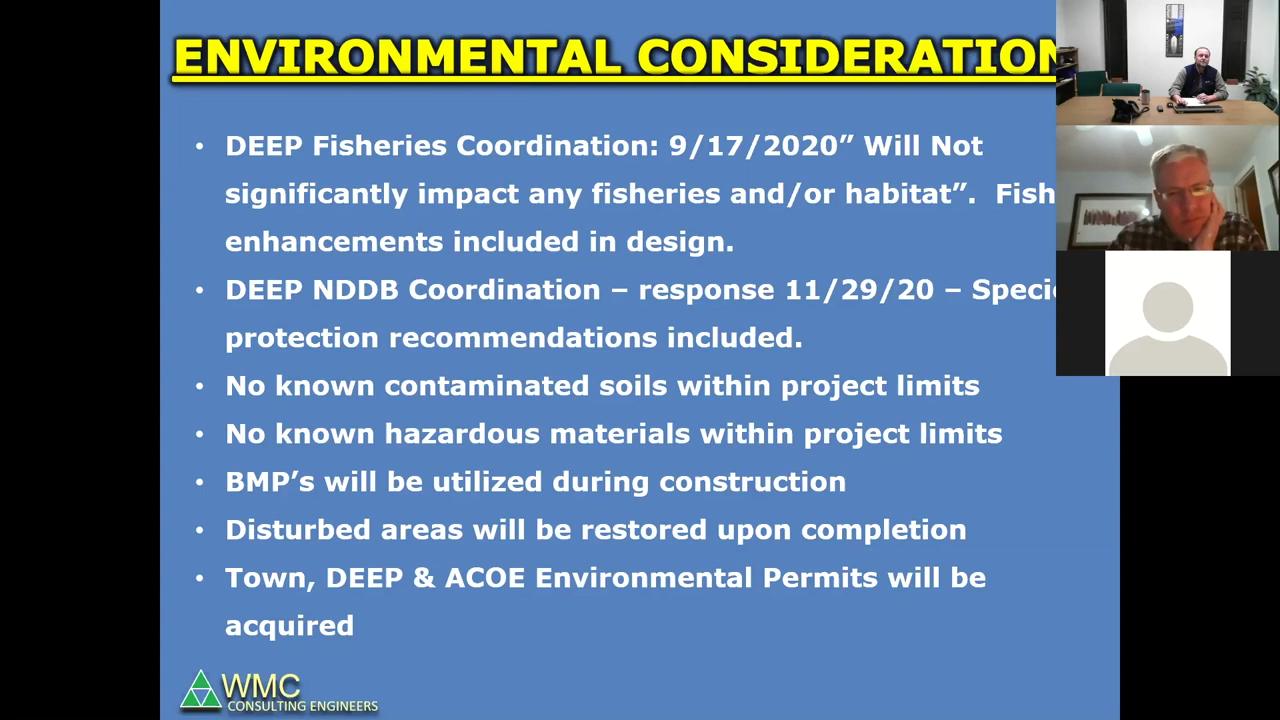 ENVIRONMENTAL CONSIDERATION
• DEEP Fisheries Coordination: 9/17/2020” Will Not
significantly impact any fisheries and/or habitat”. Fish
enhancements included in design.
• DEEP NDDB Coordination – response 11/29/20 –
protection recommendations included.
• No known contaminated soils within project limits
• No known hazardous materials within project limits
• BMP’s will be utilized during construction
• Disturbed areas will be restored upon completion
• Town, DEEP & ACOE Environmental Permits will be
acquired
WMC
CONSULTING ENGINEERS